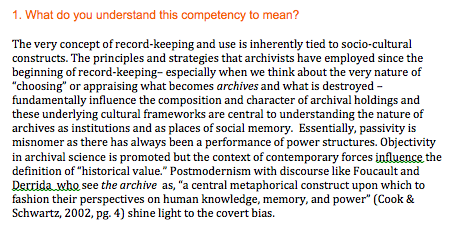 1. What do you understand this competency to mean?
The very concept of record-keeping and use is inherently tied to socio-cultural
constructs. The principles and strategies that archivists have employed since the
beginning of record-keeping– especially when we think about the very nature of
"choosing" or appraising what becomes archives and what is destroyed –
fundamentally influence the composition and character of archival holdings and
these underlying cultural frameworks are central to understanding the nature of
archives as institutions and as places of social memory.  Essentially, passivity is
misnomer as there has always been a performance of power structures. Objectivity
in archival science is promoted but the context of contemporary forces influence the
definition of "historical value." Postmodernism with discourse like Foucault and
Derrida who see the archive  as, "a central metaphorical construct upon which to
fashion their perspectives on human knowledge, memory, and power" (Cook &
Schwartz, 2002, pg. 4) shine light to the covert bias.